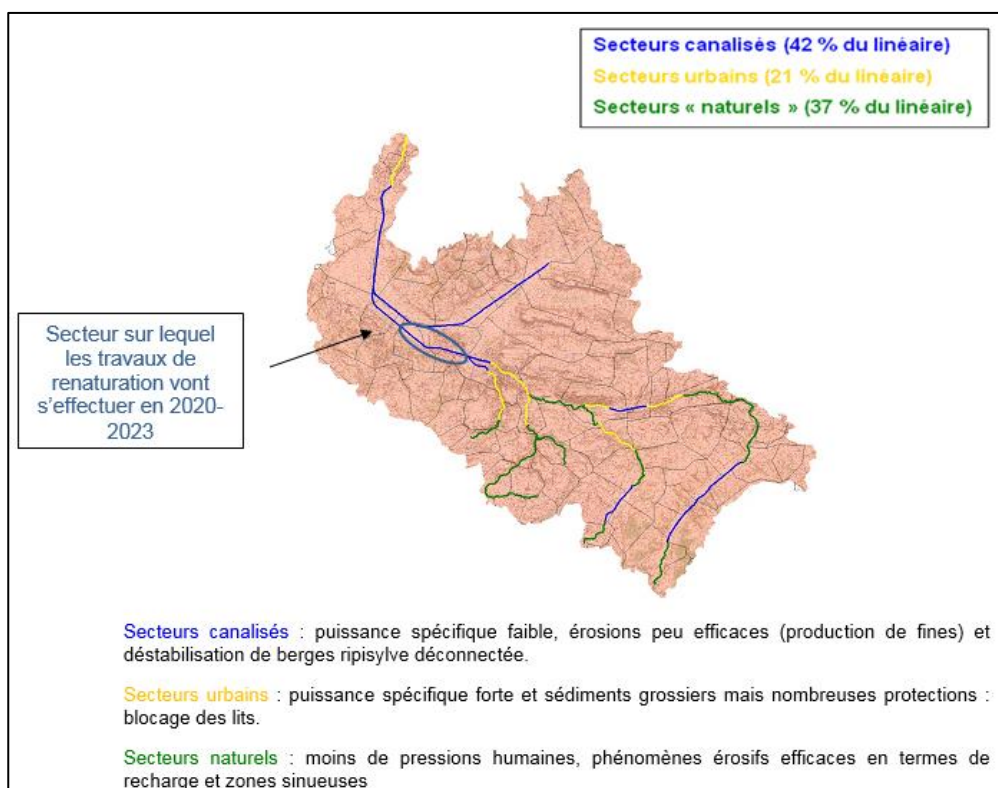 Secteurs canalisés (42 % du linéaire)
Secteurs urbains (21 % du linéaire)
Secteurs « naturels » (37 % du linéaire)
Secteur sur lequel
les travaux de
renaturation vont
s’effectuer en 2020-
2023
Secteurs canalisés : puissance spécifique faible, érosions peu efficaces (production de fines) et
déstabilisation de berges ripisylve déconnectée.
Secteurs urbains : puissance spécifique forte et sédiments grossiers mais nombreuses protections :
blocage des lits.
Secteurs naturels : moins de pressions humaines, phénomènes érosifs efficaces en termes de
recharge et zones sinueuses